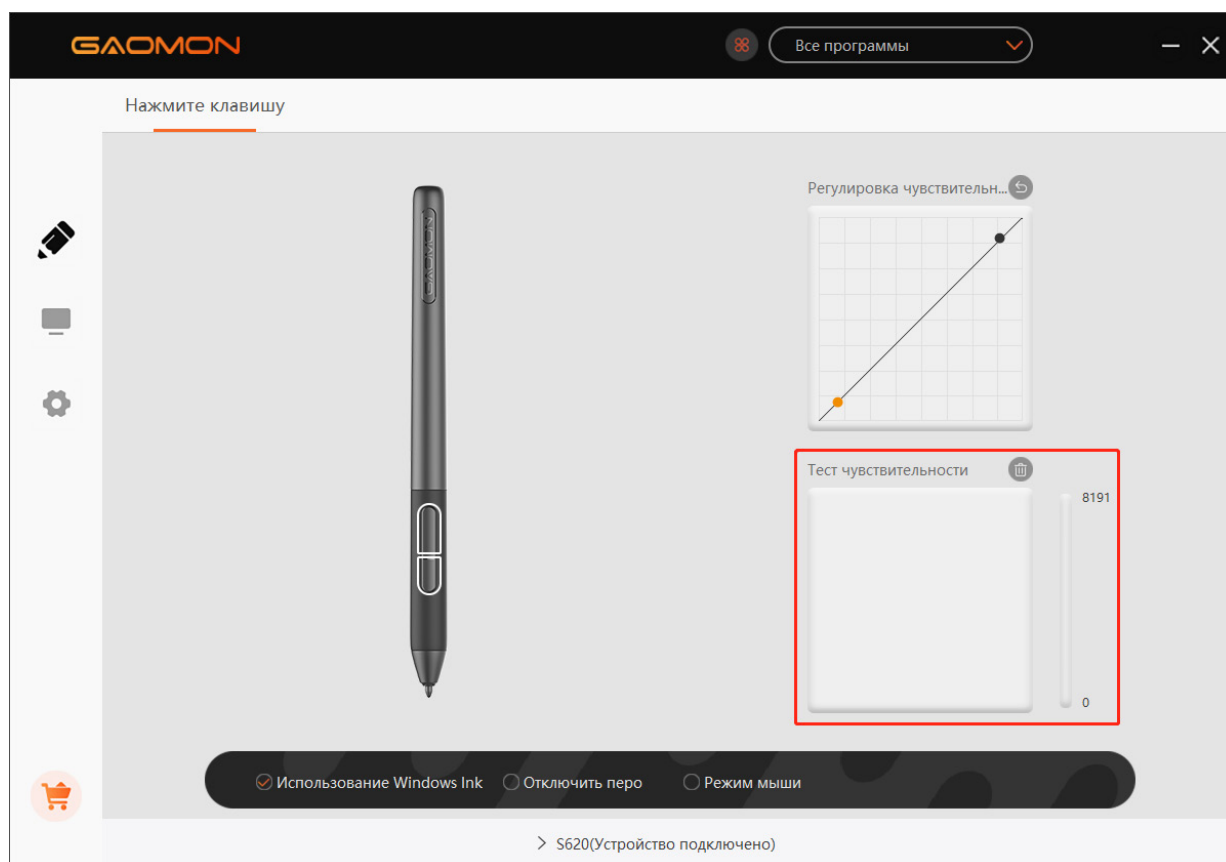 GAOMON
Все программы
Нажмите клавишу
Регулировка чувствительн...
GAOMON
Тест чувствительности
8191
0
Использование Windows Ink
Отключить перо
Режим мыши
S620(Устройство подключено)